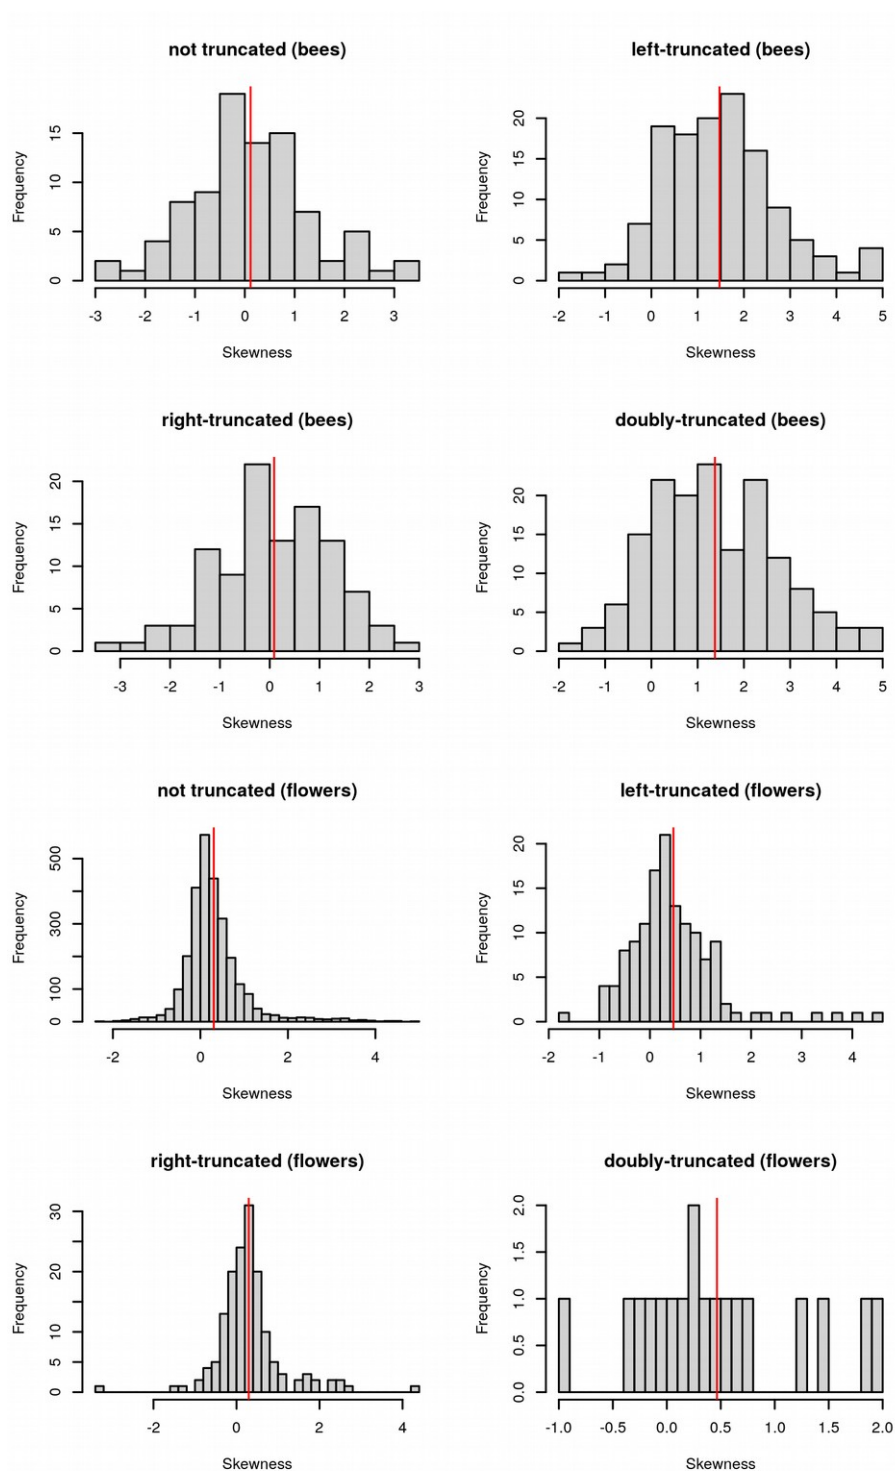 not truncated (bees)
Frequency
0 5 10 15
-3 -2 -1 0 1 2 3
Skewness
left-truncated (bees)
Frequency
0 5 10 15 20
-2 -1 0 1 2 3 4 5
Skewness
right-truncated (bees)
Frequency
0 5 10 15 20
-3 -2 -1 0 1 2 3
Skewness
doubly-truncated (bees)
Frequency
0 5 10 15 20
-2 -1 0 1 2 3 4 5
Skewness
not truncated (flowers)
Frequency
0 100 300 500
-2 0 2 4
Skewness
left-truncated (flowers)
Frequency
0 5 10 15 20
-2 -1 0 1 2 3 4
Skewness
right-truncated (flowers)
Frequency
0 5 10 20 30
-2 0 2 4
Skewness
doubly-truncated (flowers)
Frequency
0.0 0.5 1.0 1.5 2.0
-1.0 -0.5 0.0 0.5 1.0 1.5 2.0
Skewness